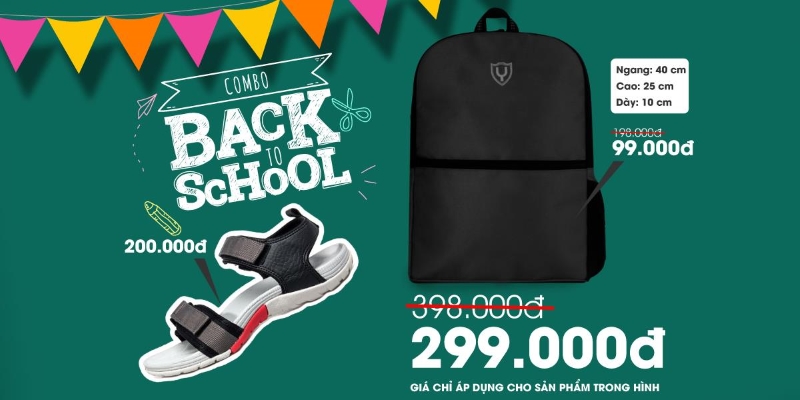 COMBO
BACK
TO
SCHOOL
200.000đ
Y
Ngang: 40 cm
Cao: 25 cm
Dày: 10 cm
198.000đ
99.000đ
398.000đ
299.000đ
GIÁ CHỈ ÁP DỤNG CHO SẢN PHẨM TRONG HÌNH